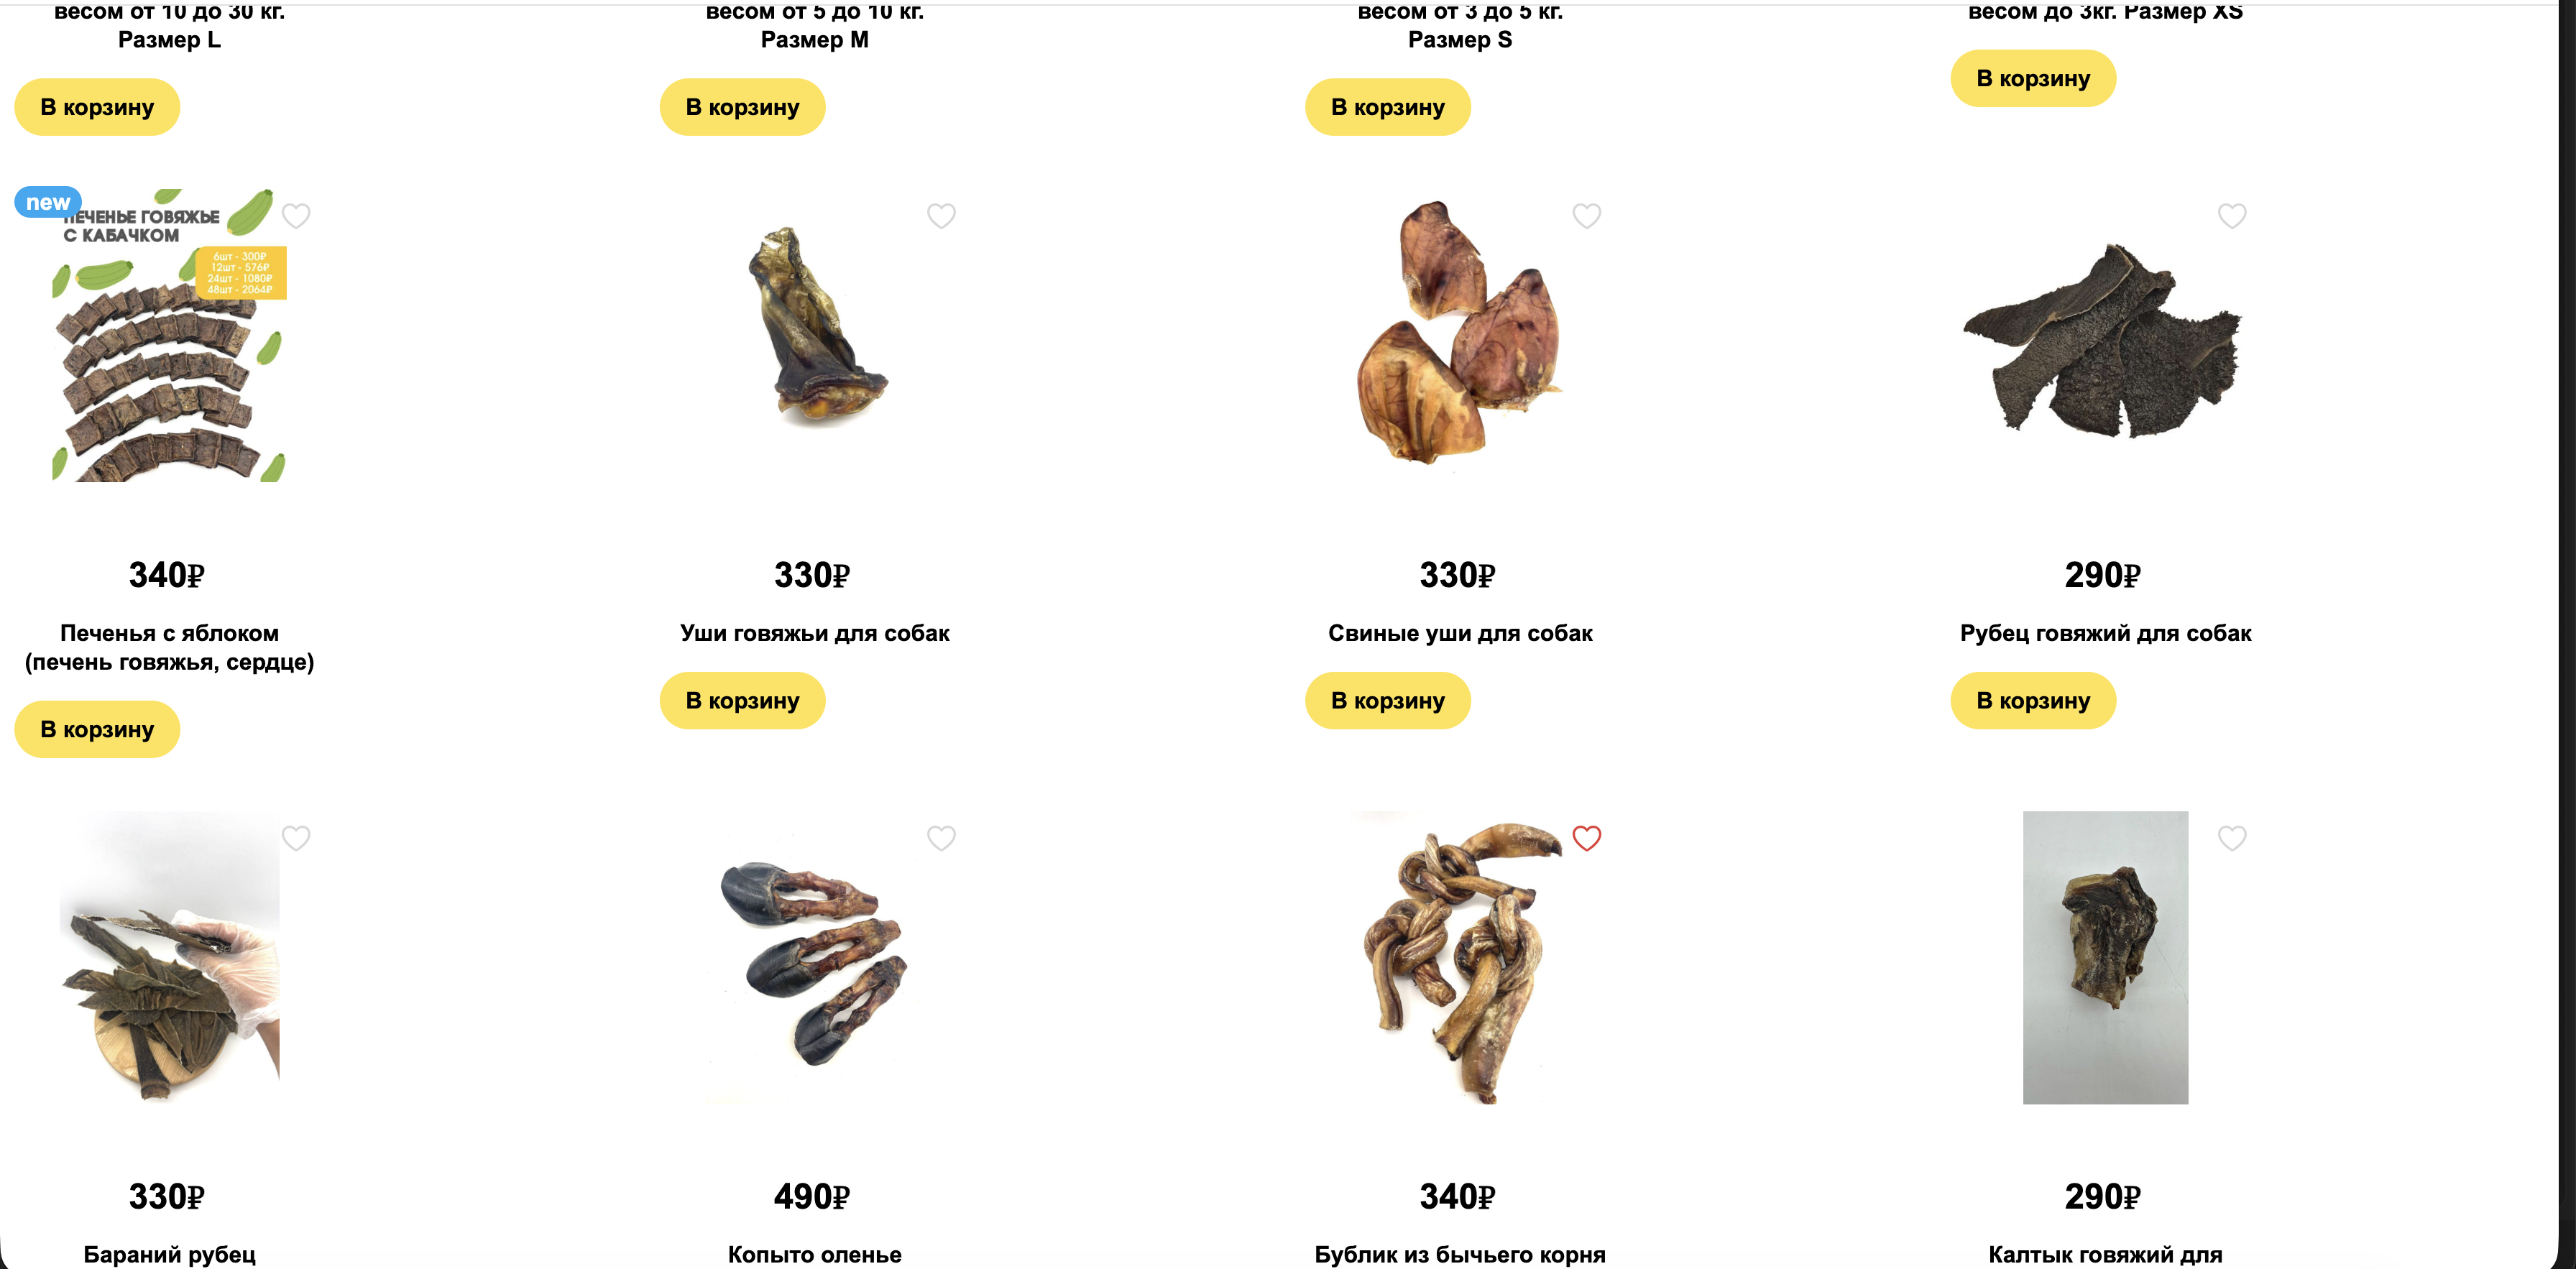 весом от 10 до 30 кг.
Размер L
весом от 5 до 10 кг.
Размер M
весом от 3 до 5 кг.
Размер S
весом до 3кг. Размер XS
В корзину
В корзину
В корзину
В корзину
new
ПЕЧЕНЬЕ ГОВЯЖЬЕ
С КАБАЧКОМ
6шт - 300₽
12шт - 576₽
24шт - 1080₽
48шт - 2064₽
340₽
Печенья с яблоком
(печень говяжья, сердце)
В корзину
330₽
Уши говяжьи для собак
В корзину
330₽
Свиные уши для собак
В корзину
290₽
Рубец говяжий для собак
В корзину
330₽
Бараний рубец
490₽
Копыто оленье
340₽
Бублик из бычьего корня
290₽
Калтык говяжий для